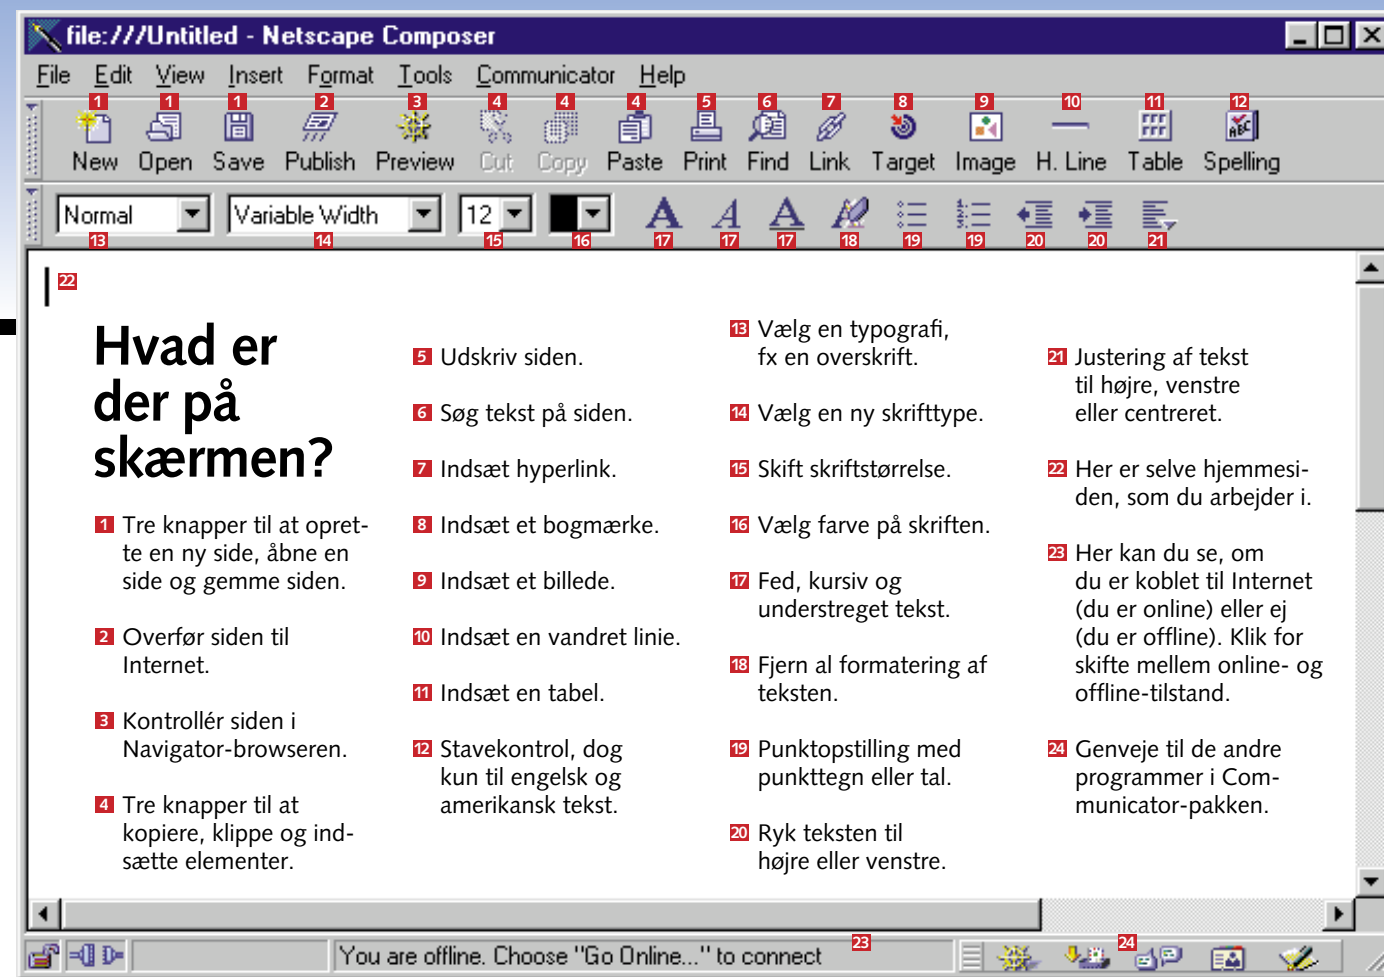 file:///Untitled - Netscape Composer
File Edit View Insert Format Tools Communicator Help
1 1 1 2 3 4 4 4 5 6 7 8 9 10 11 12
New Open Save Publish Preview Cut Copy Paste Print Find Link Target Image H. Line Table Spelling
Normal Variable Width 12 A A A
13 14 15 16 17 17 17 18 19 19 20 20 21
22
Hvad er
der på
skærmen?
1 Tre knapper til at opret-
te en ny side, åbne en
side og gemme siden.
2 Overfør siden til
Internet.
3 Kontrollér siden i
Navigator-browseren.
4 Tre knapper til at
kopiere, klippe og ind-
sætte elementer.
5 Udskriv siden.
6 Søg tekst på siden.
7 Indsæt hyperlink.
8 Indsæt et bogmærke.
9 Indsæt et billede.
10 Indsæt en vandret linie.
11 Indsæt en tabel.
12 Stavekontrol, dog
kun til engelsk og
amerikansk tekst.
13 Vælg en typografi,
fx en overskrift.
14 Vælg en ny skrifttype.
15 Skift skriftstørrelse.
16 Vælg farve på skriften.
17 Fed, kursiv og
understreget tekst.
18 Fjern al formatering af
teksten.
19 Punktopstilling med
punkttegn eller tal.
20 Ryk teksten til
højre eller venstre.
21 Justering af tekst
til højre, venstre
eller centreret.
22 Her er selve hjemmesi-
den, som du arbejder i.
23 Her kan du se, om
du er koblet til Internet
(du er online) eller ej
(du er offline). Klik for
skifte mellem online- og
offline-tilstand.
24 Genveje til de andre
programmer i Com-
municator-pakken.
You are offline. Choose "Go Online..." to connect 23 24